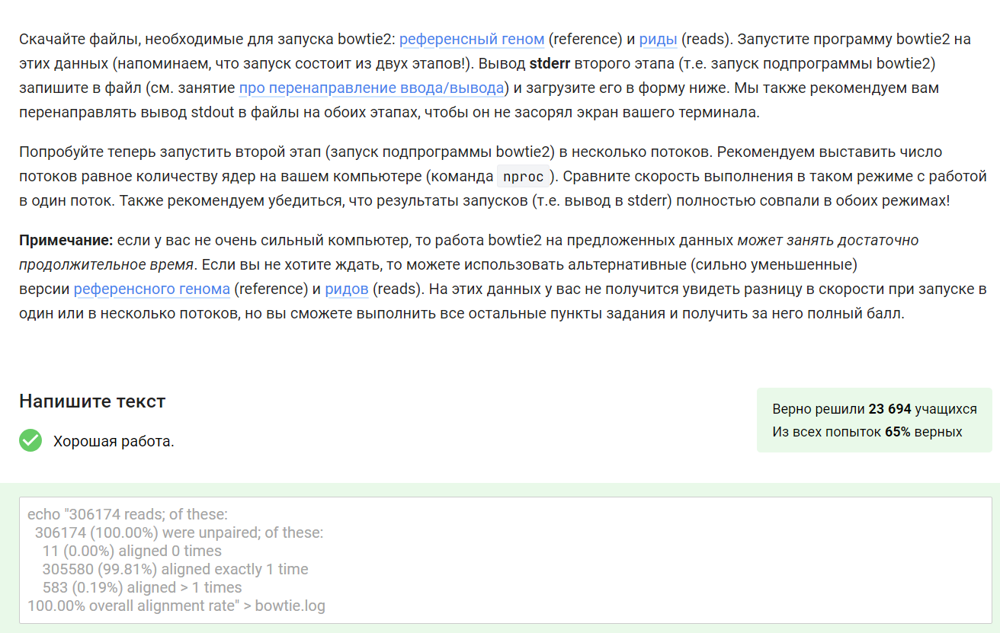 Скачайте файлы, необходимые для запуска bowtie2: референсный геном (reference) и риды (reads). Запустите программу bowtie2 на
этих данных (напоминаем, что запуск состоит из двух этапов!). Вывод stderr второго этапа (т.е. запуск подпрограммы bowtie2)
запишите в файл (см. занятие про перенаправление ввода/вывода) и загрузите его в форму ниже. Мы также рекомендуем вам
перенаправлять вывод stdout в файлы на обоих этапах, чтобы он не засорял экран вашего терминала.
Попробуйте теперь запустить второй этап (запуск подпрограммы bowtie2) в несколько потоков. Рекомендуем выставить число
потоков равное количеству ядер на вашем компьютере (команда nproc ). Сравните скорость выполнения в таком режиме с работой
в один поток. Также рекомендуем убедиться, что результаты запусков (т.е. вывод в stderr) полностью совпали в обоих режимах!
Примечание: если у вас не очень сильный компьютер, то работа bowtie2 на предложенных данных может занять достаточно
продолжительное время. Если вы не хотите ждать, то можете использовать альтернативные (сильно уменьшенные)
версии референсного генома (reference) и ридов (reads). На этих данных у вас не получится увидеть разницу в скорости при запуске в
один или в несколько потоков, но вы сможете выполнить все остальные пункты задания и получить за него полный балл.
Напишите текст
Хорошая работа.
Верно решили 23 694 учащихся
Из всех попыток 65% верных
echo "306174 reads; of these:
306174 (100.00%) were unpaired; of these:
11 (0.00%) aligned 0 times
305580 (99.81%) aligned exactly 1 time
583 (0.19%) aligned > 1 times
100.00% overall alignment rate" > bowtie.log